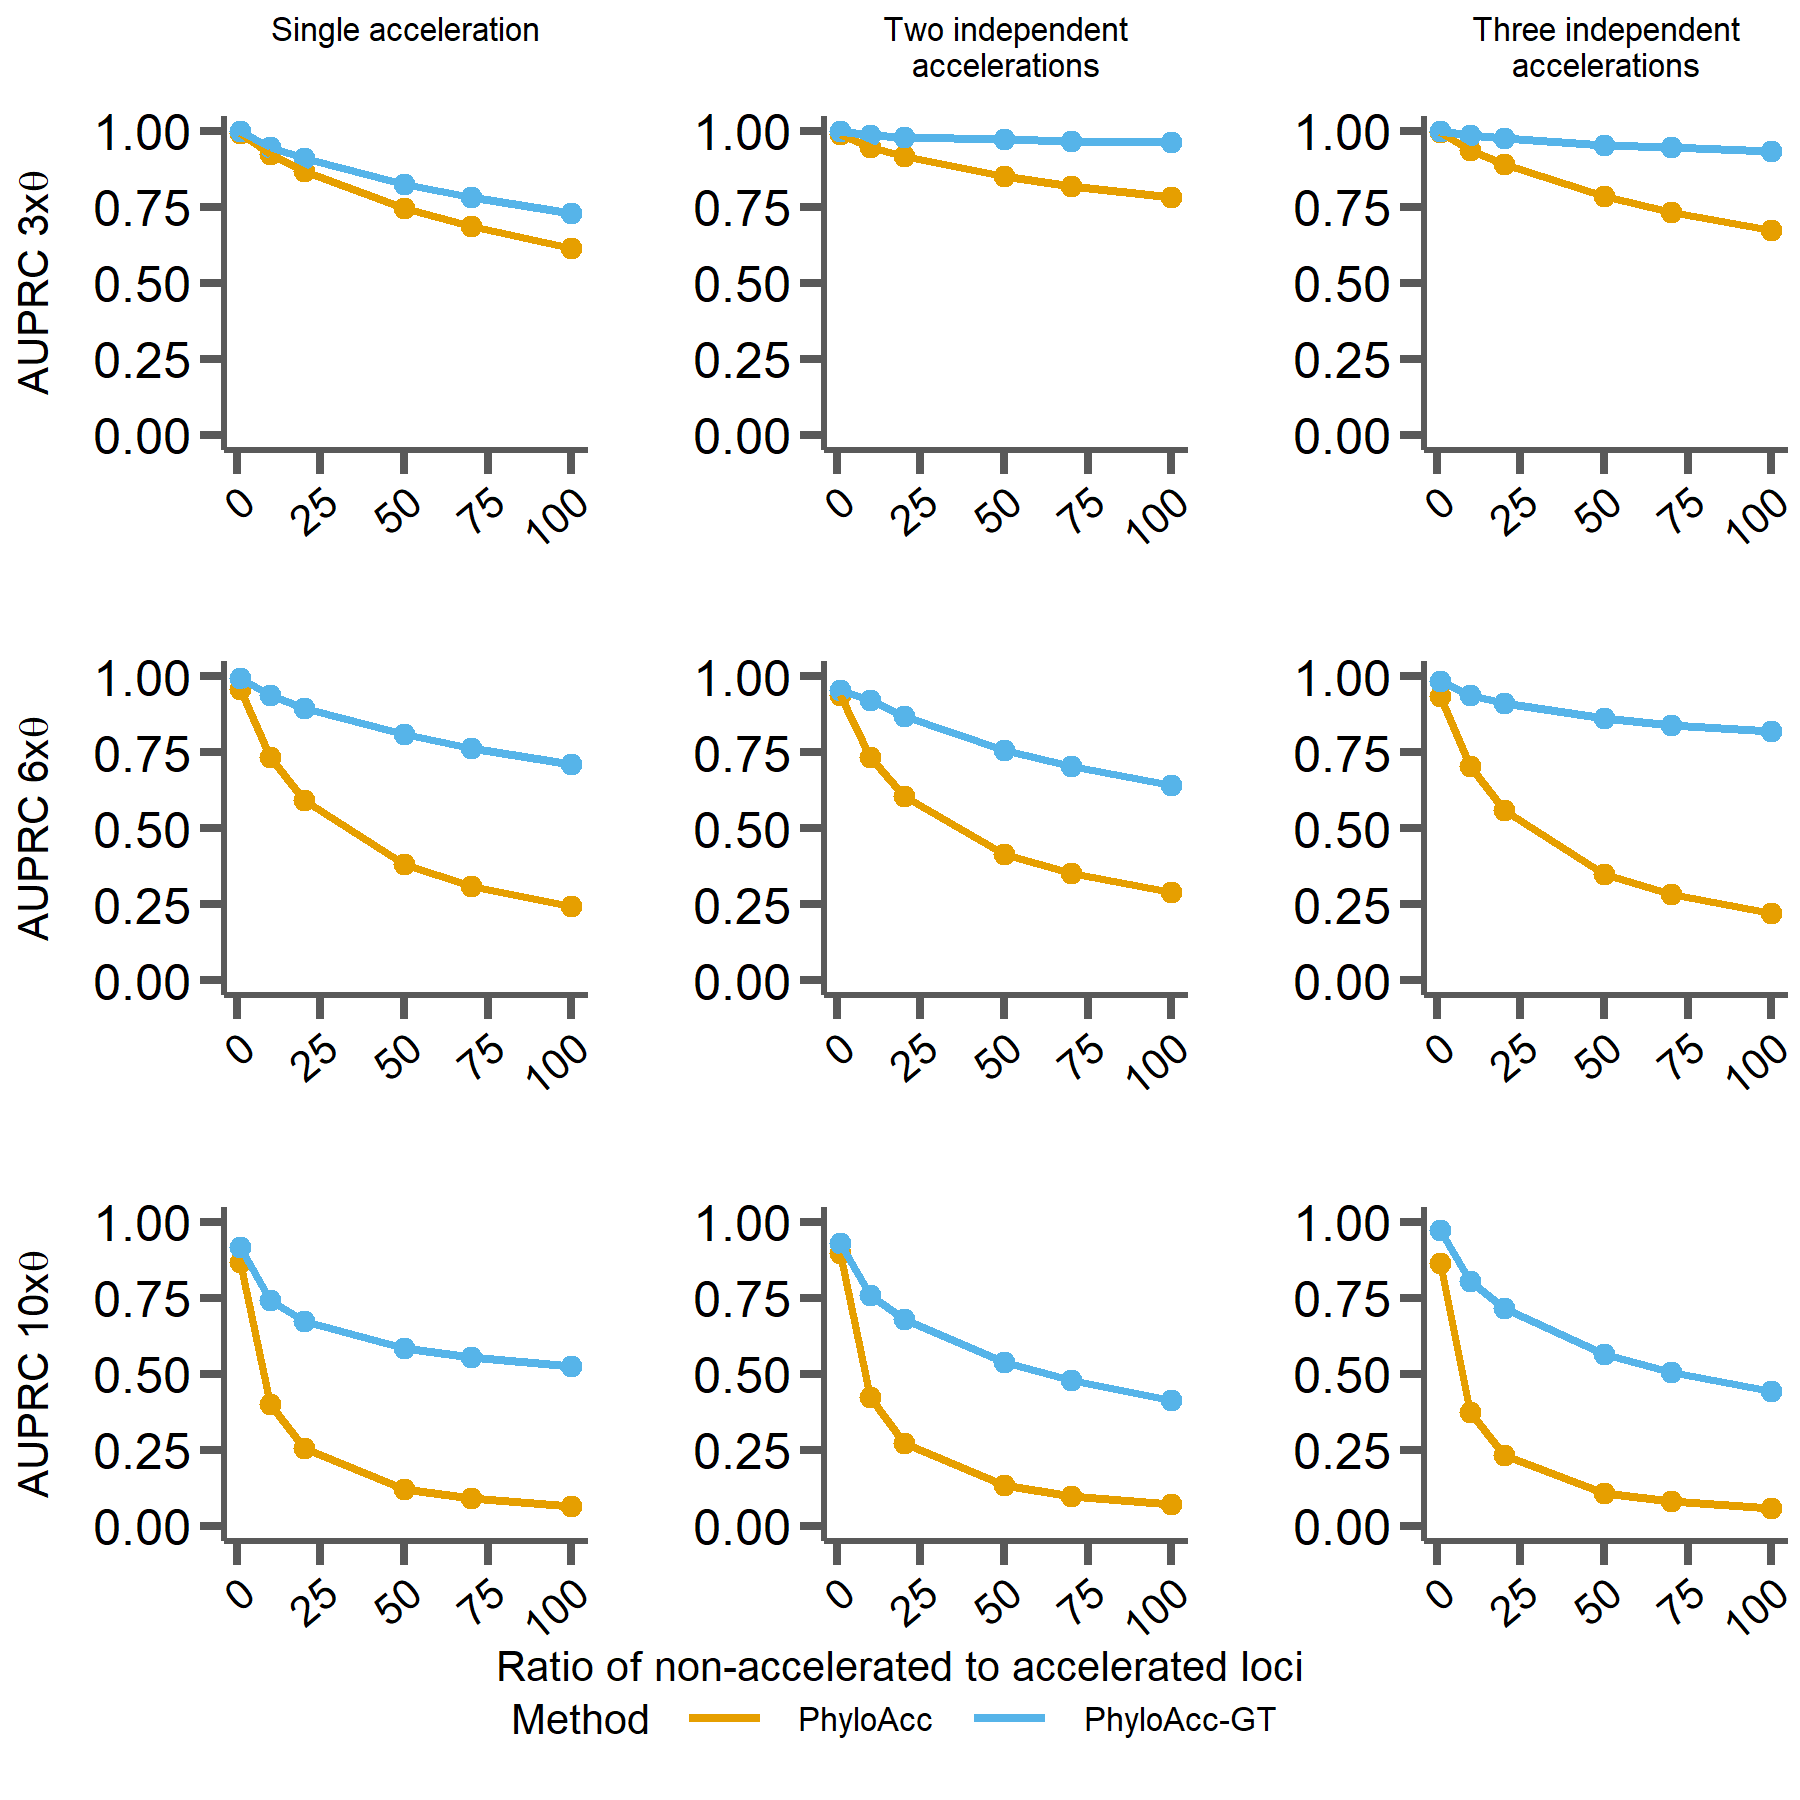 Single acceleration
Two independent
accelerations
Three independent
accelerations
AUPRC 3xθ
1.00
0.75
0.50
0.25
0.00
0 25 50 75 100
1.00
0.75
0.50
0.25
0.00
0 25 50 75 100
1.00
0.75
0.50
0.25
0.00
0 25 50 75 100
AUPRC 6xθ
1.00
0.75
0.50
0.25
0.00
0 25 50 75 100
1.00
0.75
0.50
0.25
0.00
0 25 50 75 100
1.00
0.75
0.50
0.25
0.00
0 25 50 75 100
AUPRC 10xθ
1.00
0.75
0.50
0.25
0.00
0 25 50 75 100
1.00
0.75
0.50
0.25
0.00
0 25 50 75 100
1.00
0.75
0.50
0.25
0.00
0 25 50 75 100
Ratio of non-accelerated to accelerated loci
Method PhyloAcc PhyloAcc-GT